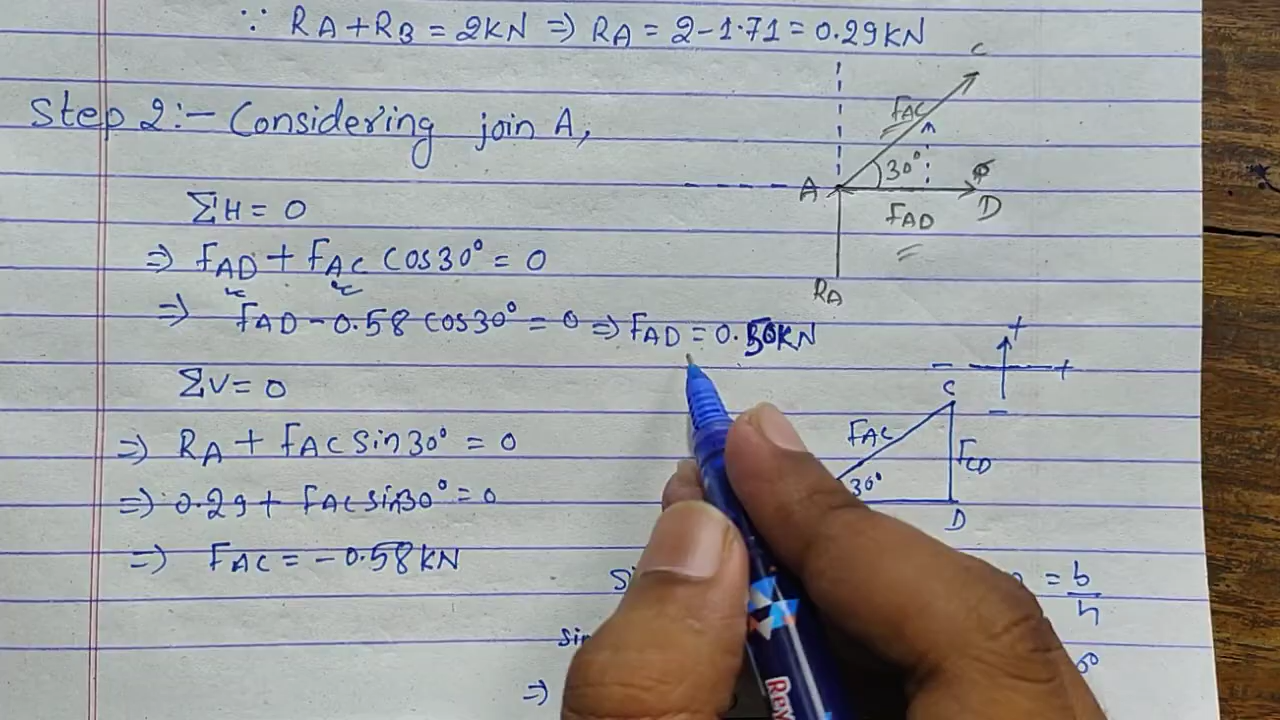 ∵ RA + RB = 2KN ⇒ RA = 2 - 1.71 = 0.29KN
Step 2:- Considering join A,
ΣH = 0
⇒ FAD + FAC Cos30° = 0
⇒ FAD - 0.58 cos30° = 0 ⇒ FAD = 0.50KN
ΣV = 0
⇒ RA + FAC Sin30° = 0
⇒ 0.29 + FAC sin30° = 0
⇒ FAC = -0.58KN
C
FAC
30°
A
D
FAD
RA
+
- +
-
C
FAC
FCD
30°
D
= b/h
⇒
Rev